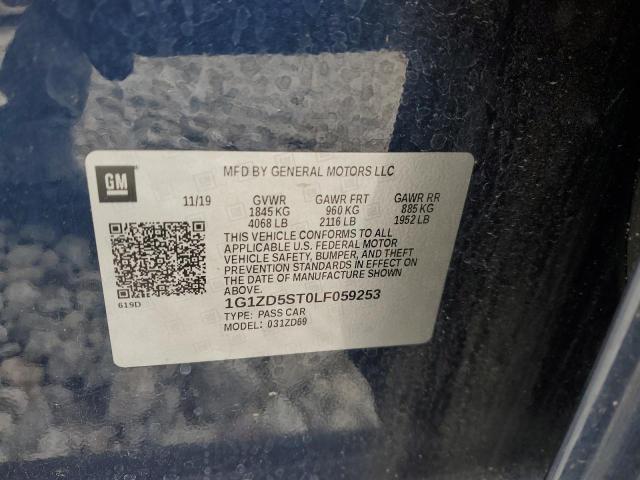 GM
MFD BY GENERAL MOTORS LLC
11/19 GVWR GAWR FRT GAWR RR
1845 KG 960 KG 885 KG
4068 LB 2116 LB 1952 LB
THIS VEHICLE CONFORMS TO ALL
APPLICABLE U.S. FEDERAL MOTOR
VEHICLE SAFETY, BUMPER, AND THEFT
PREVENTION STANDARDS IN EFFECT ON
THE DATE OF MANUFACTURE SHOWN ABOVE.
619D
1G1ZD5ST0LF059253
TYPE: PASS CAR
MODEL: 031ZD69